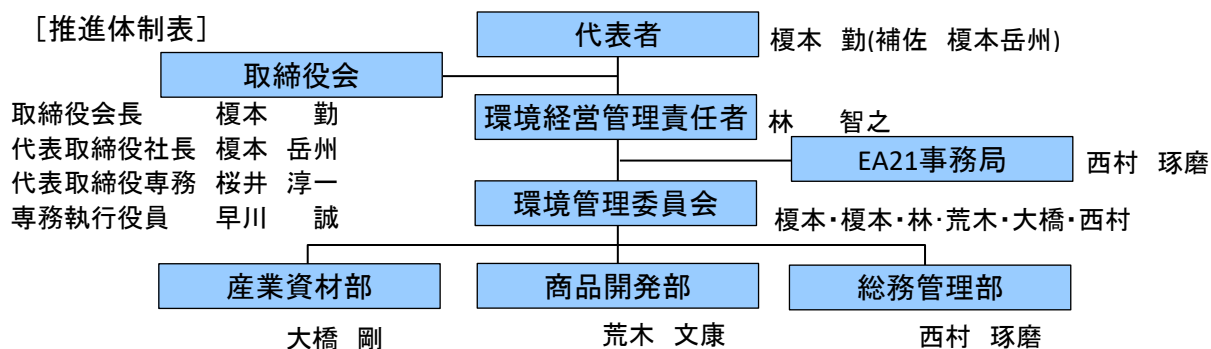 ［推進体制表］
代表者
榎本　勤(補佐　榎本岳州)
取締役会
取締役会長　榎本　勤
代表取締役社長　榎本　岳州
代表取締役専務　桜井　淳一
専務執行役員　早川　誠
環境経営管理責任者
林　智之
EA21事務局
西村　琢磨
環境管理委員会
榎本・榎本・林・荒木・大橋・西村
産業資材部
商品開発部
総務管理部
大橋　剛
荒木　文康
西村　琢磨